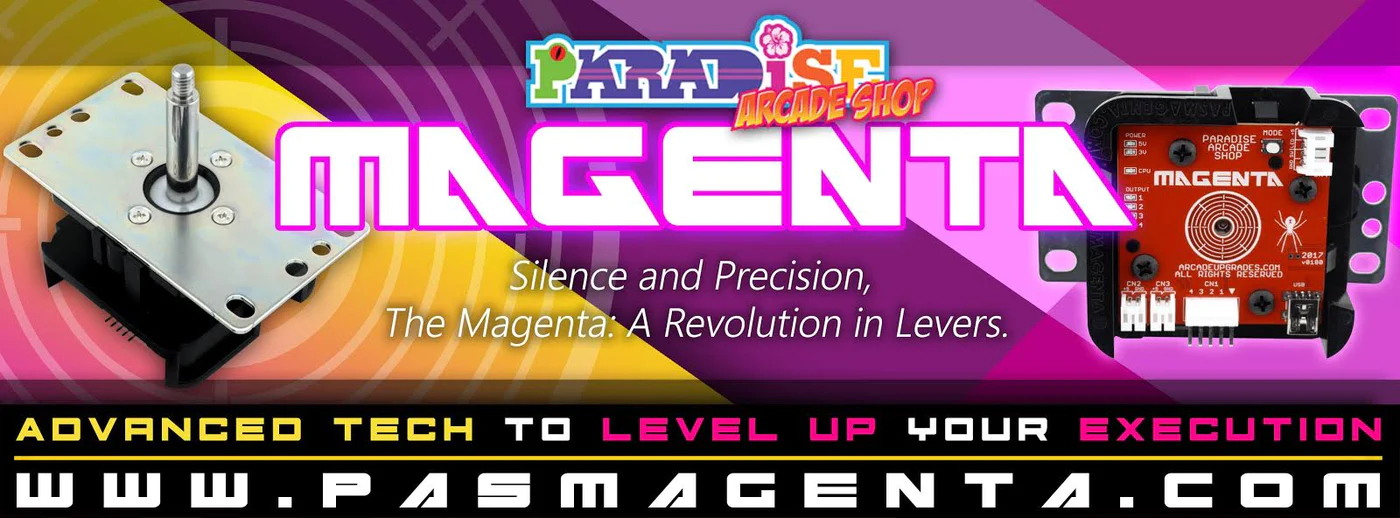 PARADISE
ARCADE SHOP
MAGENTA
Silence and Precision,
The Magenta: A Revolution in Levers.
ADVANCED TECH TO LEVEL UP YOUR EXECUTION
WWW.PASMAGENTA.COM
POWER
5V
3V
CPU
OUTPUT
1
2
3
4
PARADISE
ARCADE
SHOP
MODE
MAGENTA
2017
v0180
ARCADEUPGRADES.COM
ALL RIGHTS RESERVED
CN2
CN3
CN1
4 3 2 1
USB
PASMAGENTA